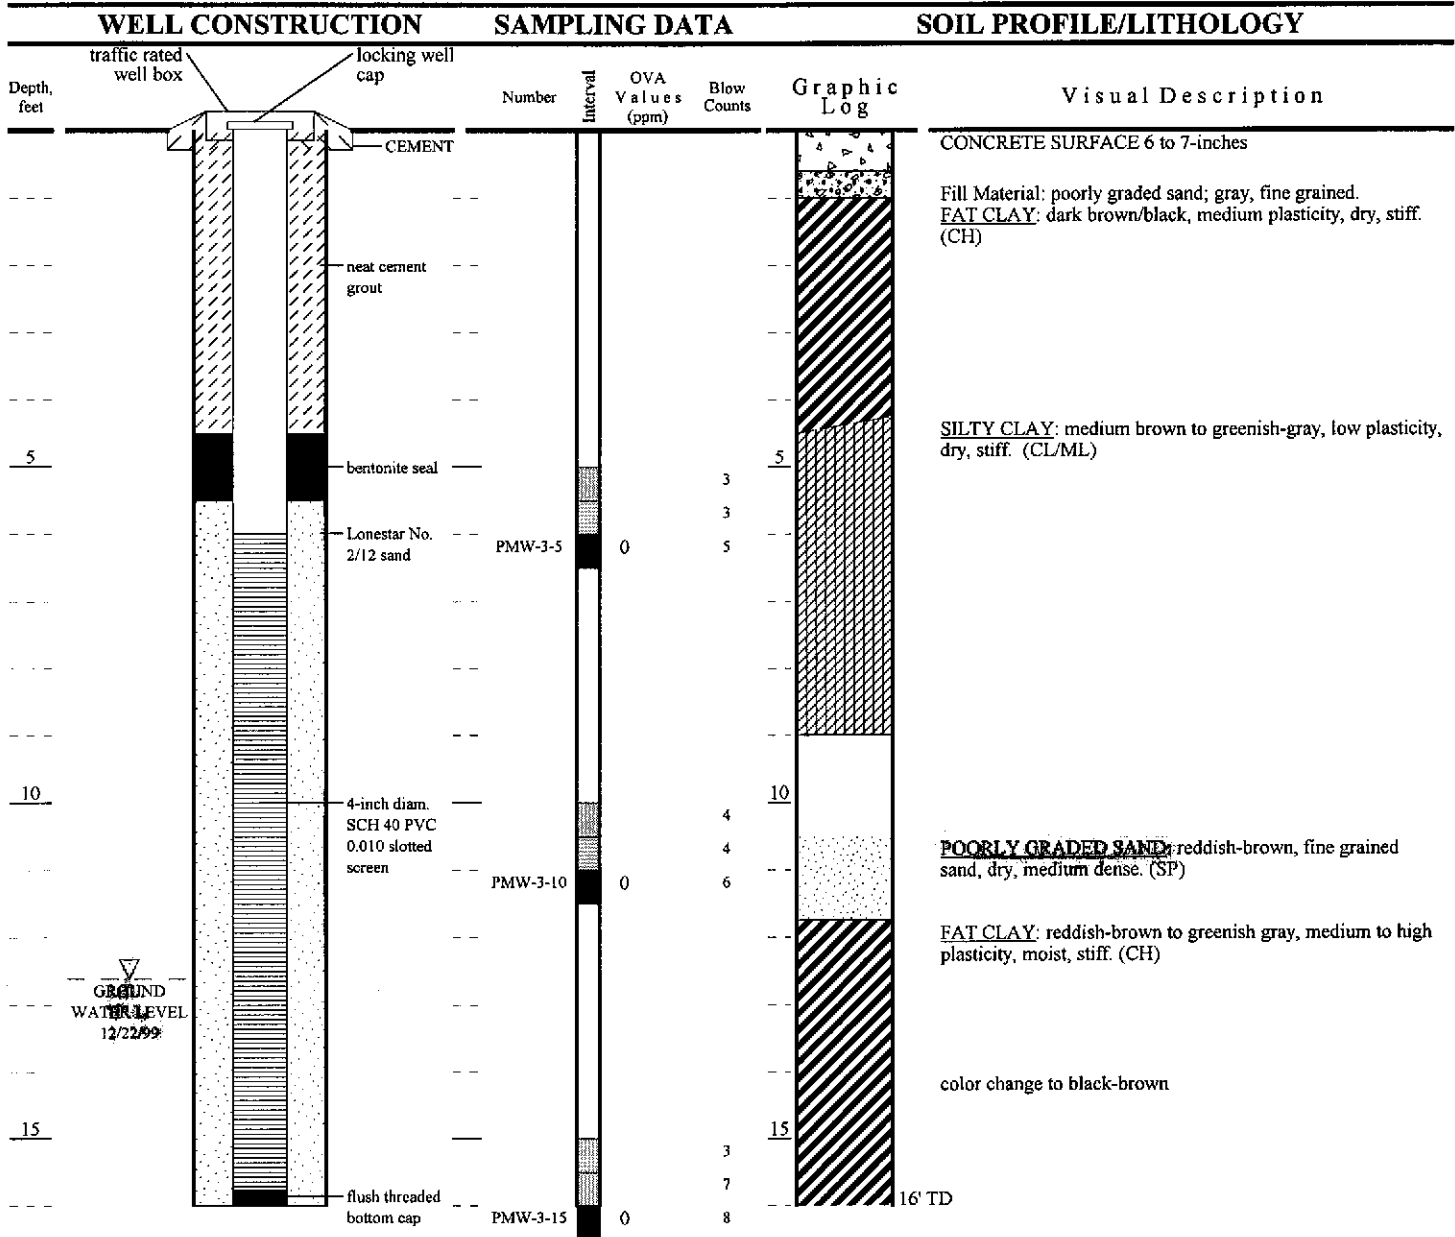 WELL CONSTRUCTION SAMPLING DATA SOIL PROFILE/LITHOLOGY
Depth, feet
traffic rated well box
locking well cap
Number
Interval
OVA Values (ppm)
Blow Counts
Graphic Log
Visual Description
CEMENT
CONCRETE SURFACE 6 to 7-inches
Fill Material: poorly graded sand; gray, fine grained.
FAT CLAY: dark brown/black, medium plasticity, dry, stiff.
(CH)
neat cement
grout
SILTY CLAY: medium brown to greenish-gray, low plasticity,
dry, stiff. (CL/ML)
5
bentonite seal
5
3
3
Lonestar No.
2/12 sand
PMW-3-5 0 5
10
10
4-inch diam.
SCH 40 PVC
0.010 slotted
screen
4
4
POORLY GRADED SAND: reddish-brown, fine grained
sand, dry, medium dense. (SP)
PMW-3-10 0 6
FAT CLAY: reddish-brown to greenish gray, medium to high
plasticity, moist, stiff. (CH)
GROUND
WATER LEVEL
12/22/99
color change to black-brown
15
15
3
7
flush threaded
bottom cap
16' TD
PMW-3-15 0 8